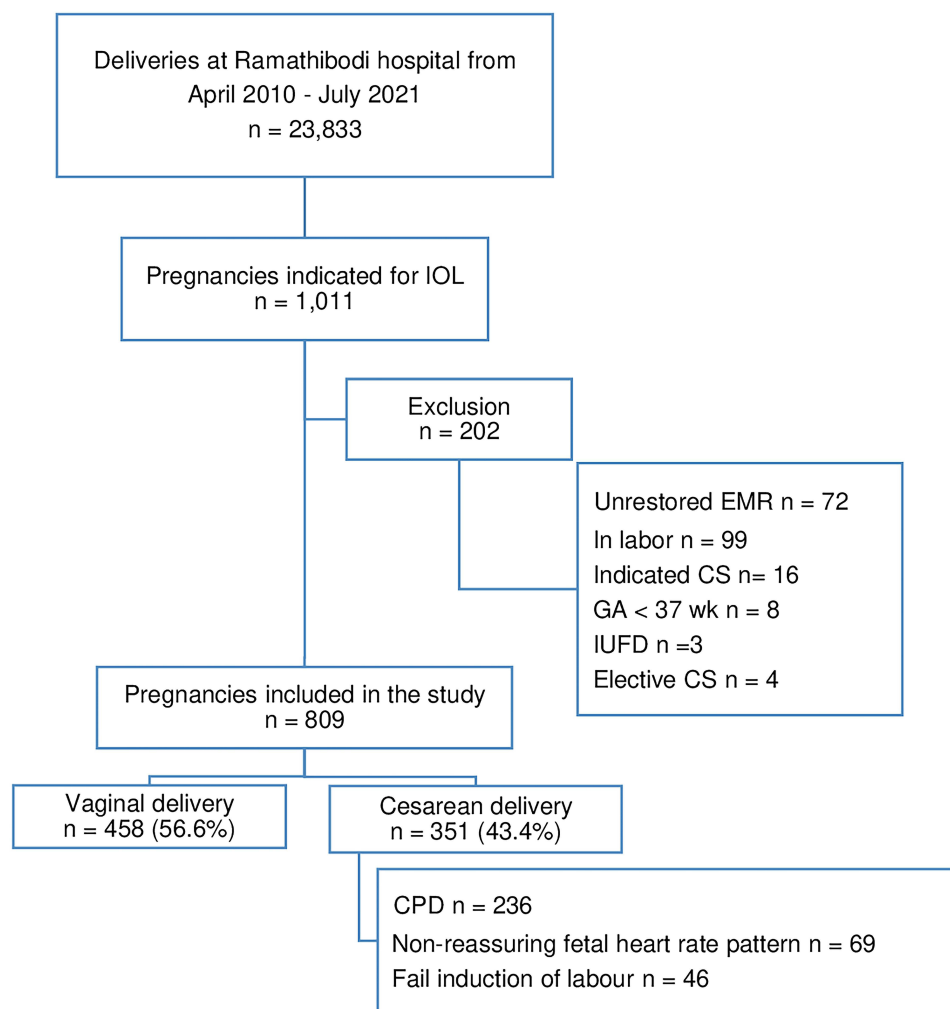 Deliveries at Ramathibodi hospital from
April 2010 - July 2021
n = 23,833
Pregnancies indicated for IOL
n = 1,011
Exclusion
n = 202
Unrestored EMR n = 72
In labor n = 99
Indicated CS n= 16
GA < 37 wk n = 8
IUFD n =3
Elective CS n = 4
Pregnancies included in the study
n = 809
Vaginal delivery
n = 458 (56.6%)
Cesarean delivery
n = 351 (43.4%)
CPD n = 236
Non-reassuring fetal heart rate pattern n = 69
Fail induction of labour n = 46